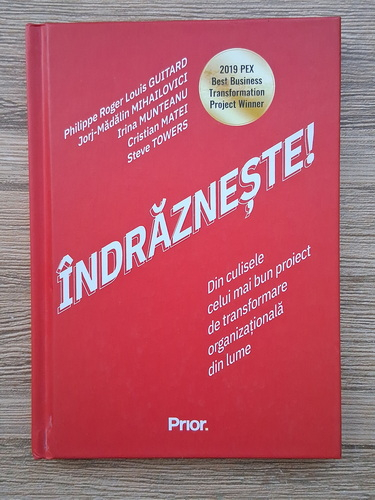 Philippe Roger Louis GUITARD
Jorj-Mădălin MIHAILOVICI
Irina MUNTEANU
Cristian MATEI
Steve TOWERS
2019 PEX
Best Business
Transformation
Project Winner
ÎNDRĂZNEȘTE!
Din culisele
celui mai bun proiect
de transformare
organizațională
din lume
Prior.